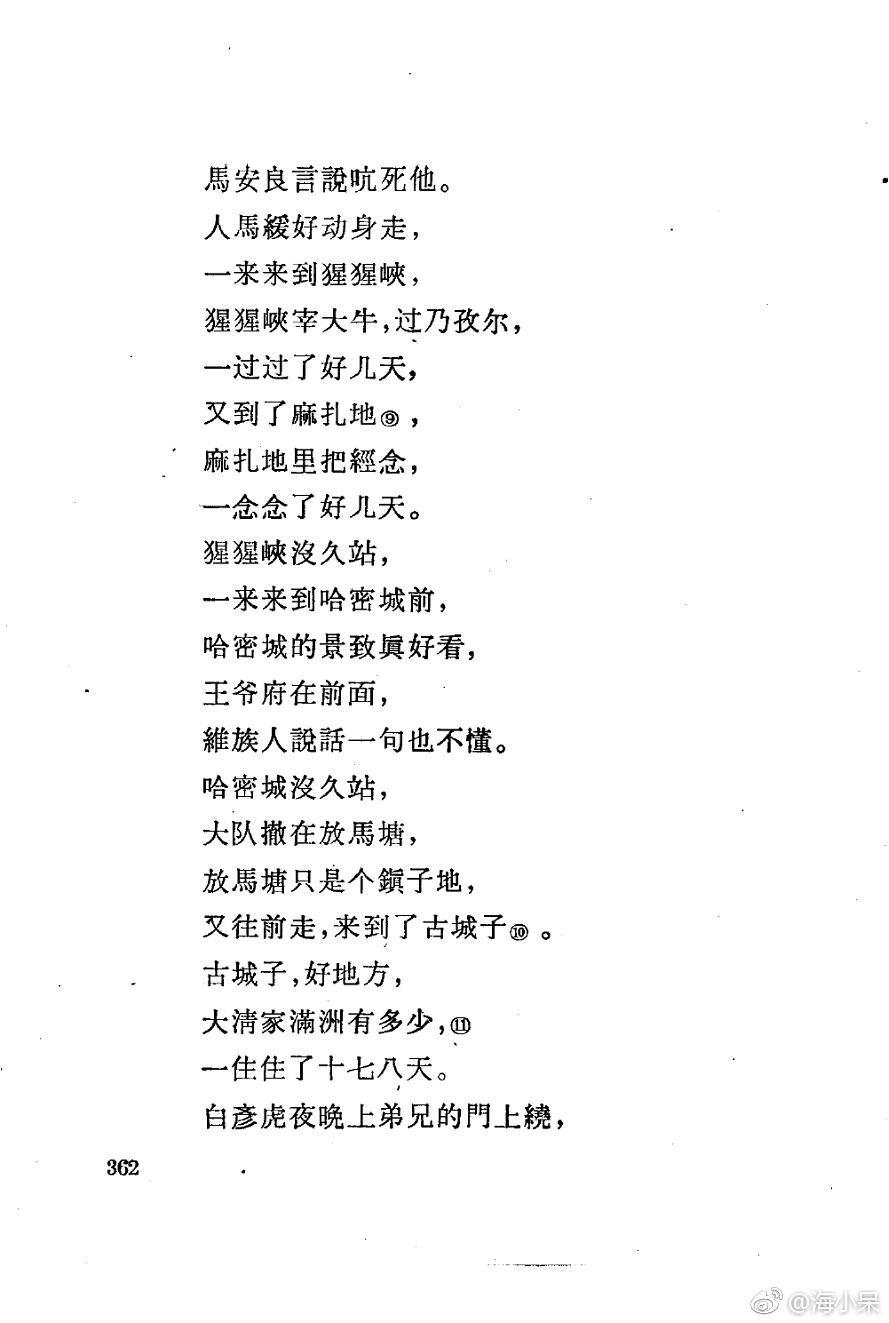 馬安良言說吭死他。
人馬緩好动身走，
一来来到猩猩峽，
猩猩峽宰大牛，过乃孜尔，
一过过了好几天，
又到了麻扎地⑨，
麻扎地里把經念，
一念念了好几天。
猩猩峽沒久站，
一来来到哈密城前，
哈密城的景致眞好看，
王爷府在前面，
維族人說話一句也不懂。
哈密城沒久站，
大队撤在放馬塘，
放馬塘只是个鎭子地，
又往前走，来到了古城子⑩。
古城子，好地方，
大淸家滿洲有多少，⑪
一住住了十七八天。
白彥虎夜晚上弟兄的門上繞，
362
@海小呆